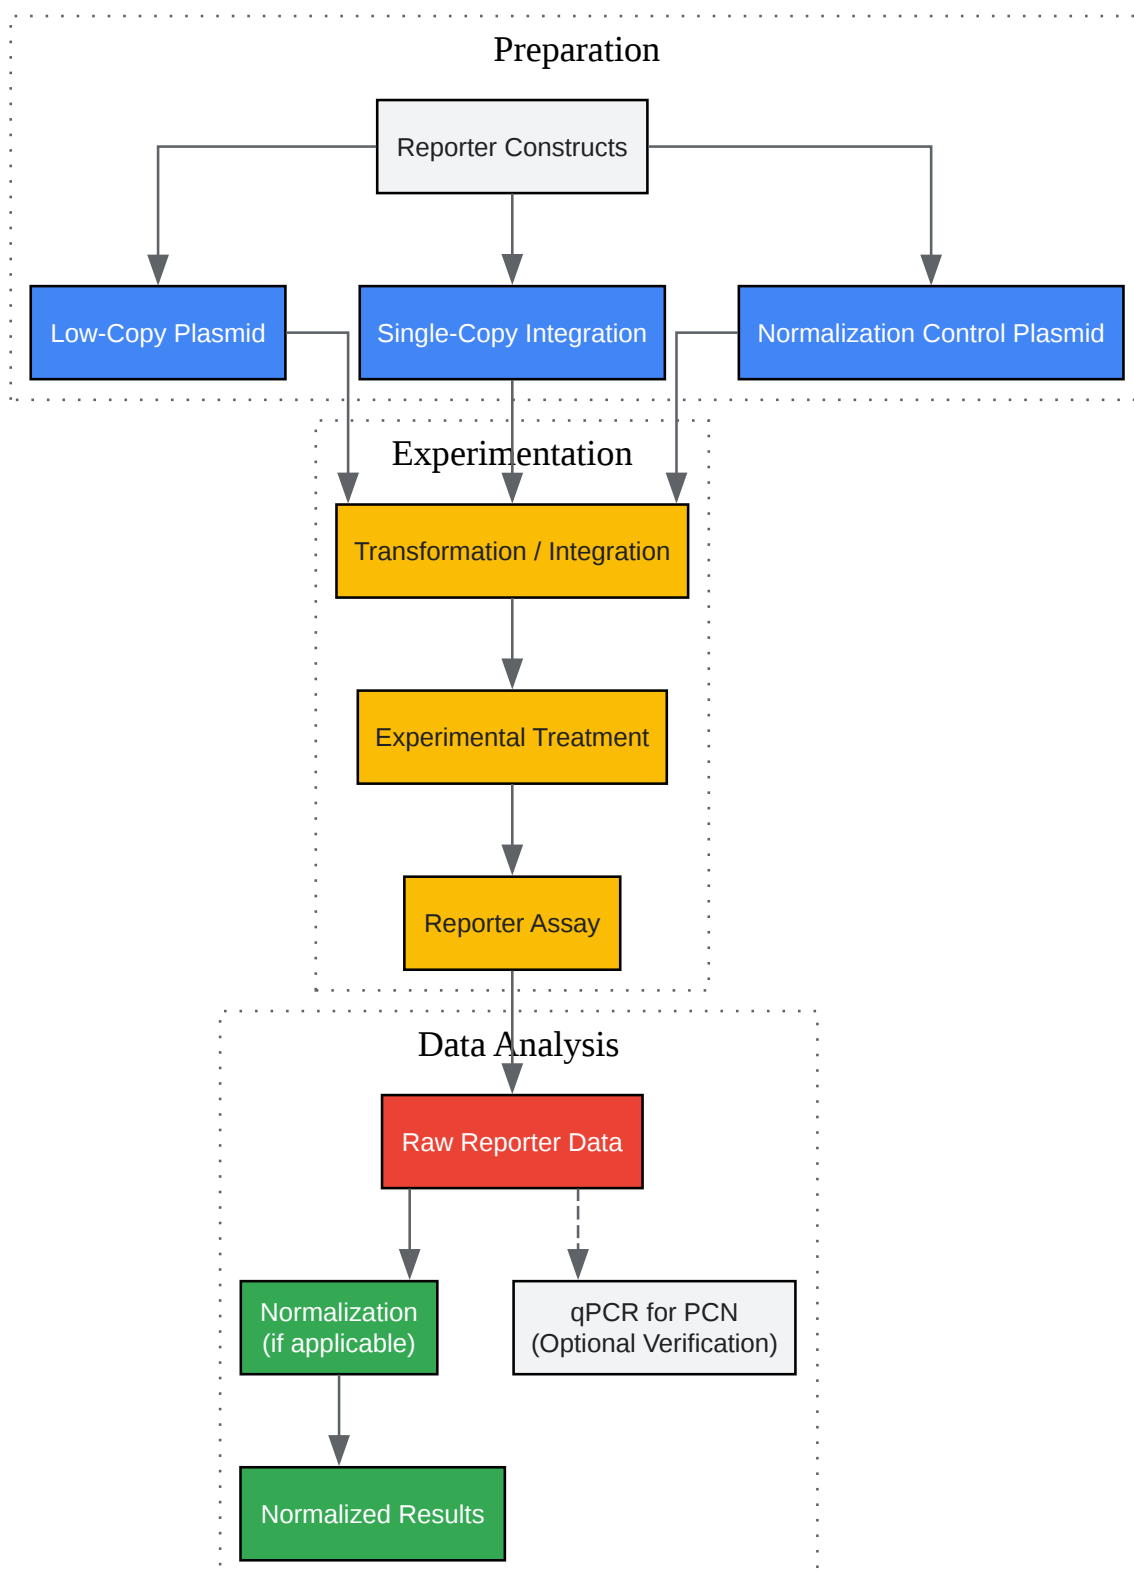 Preparation
Reporter Constructs
Low-Copy Plasmid
Single-Copy Integration
Normalization Control Plasmid
Experimentation
Transformation / Integration
Experimental Treatment
Reporter Assay
Data Analysis
Raw Reporter Data
Normalization
(if applicable)
qPCR for PCN
(Optional Verification)
Normalized Results